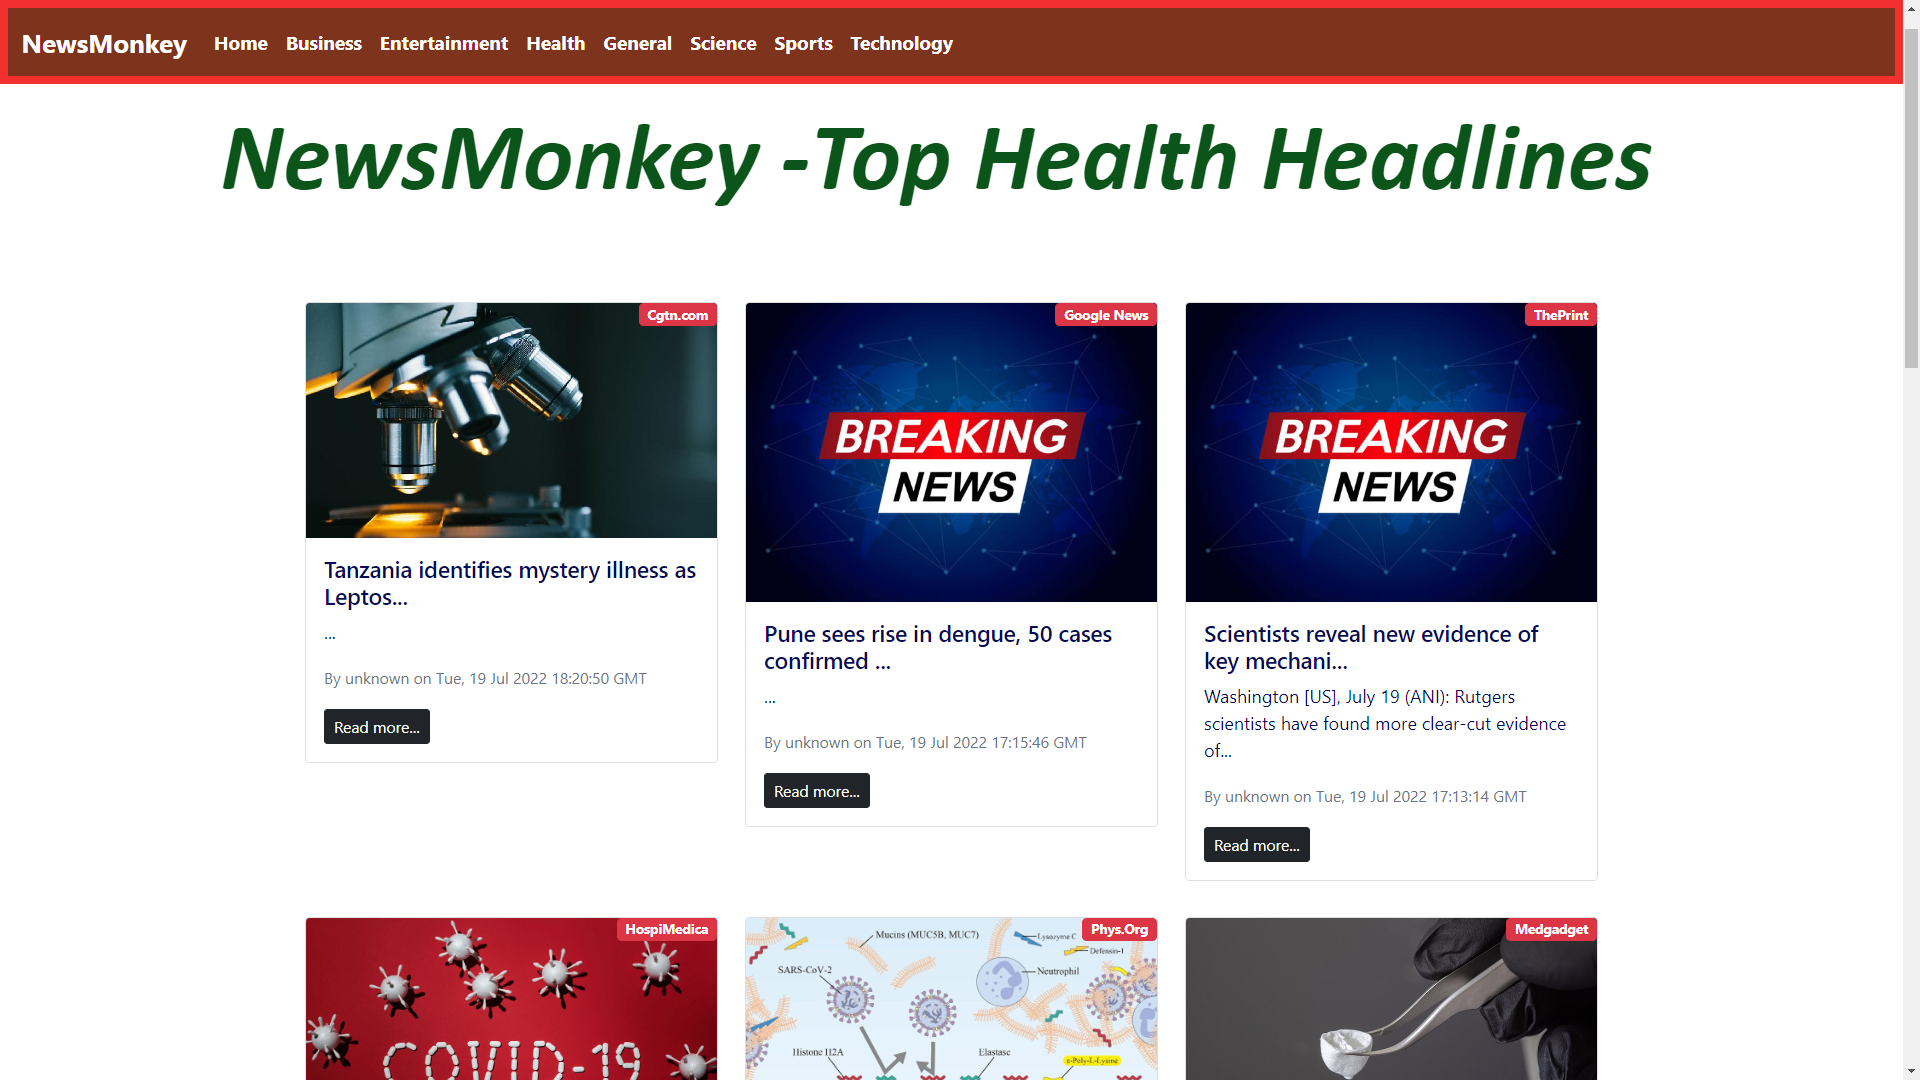 NewsMonkey Home Business Entertainment Health General Science Sports Technology
NewsMonkey -Top Health Headlines
Cgtn.com
Tanzania identifies mystery illness as
Leptos...
...
By unknown on Tue, 19 Jul 2022 18:20:50 GMT
Read more...
Google News
BREAKING
NEWS
Pune sees rise in dengue, 50 cases
confirmed ...
...
By unknown on Tue, 19 Jul 2022 17:15:46 GMT
Read more...
ThePrint
BREAKING
NEWS
Scientists reveal new evidence of
key mechani...
Washington [US], July 19 (ANI): Rutgers
scientists have found more clear-cut evidence
of...
By unknown on Tue, 19 Jul 2022 17:13:14 GMT
Read more...
HospiMedica
COVID-19
Phys.Org
Mucins (MUC5B, MUC7)
Lysozyme C
Defensin-1
SARS-CoV-2
Neutrophil
Histone H2A
Elastase
ε-Poly-L-Lysine
Medgadget